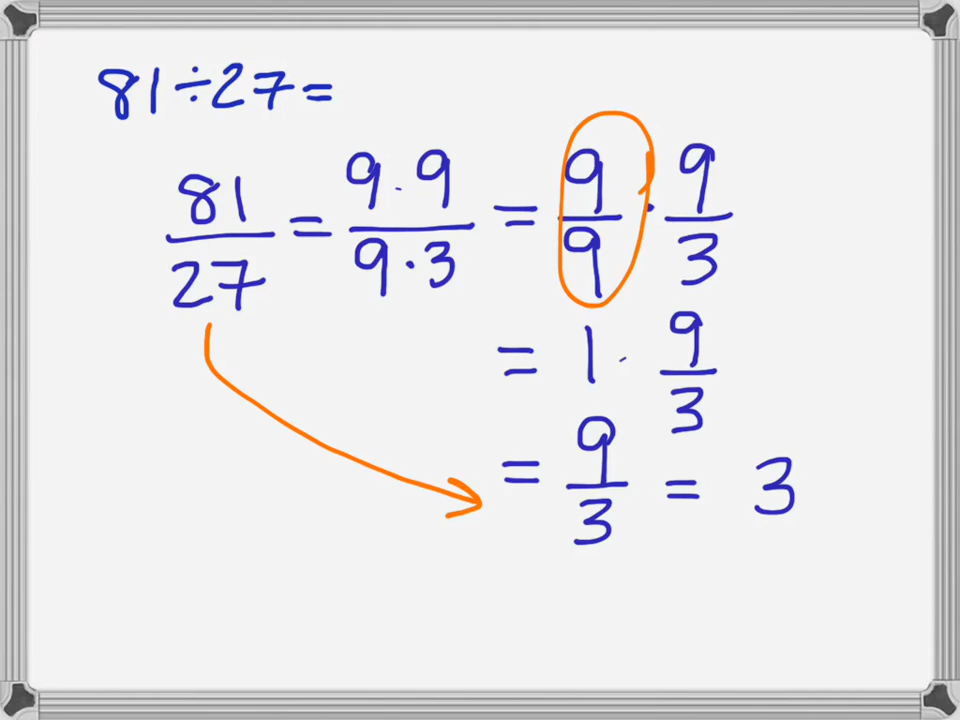 81÷27=
81/27 = 9·9/9·3 = 9/9 · 9/3
= 1 · 9/3
= 9/3 = 3